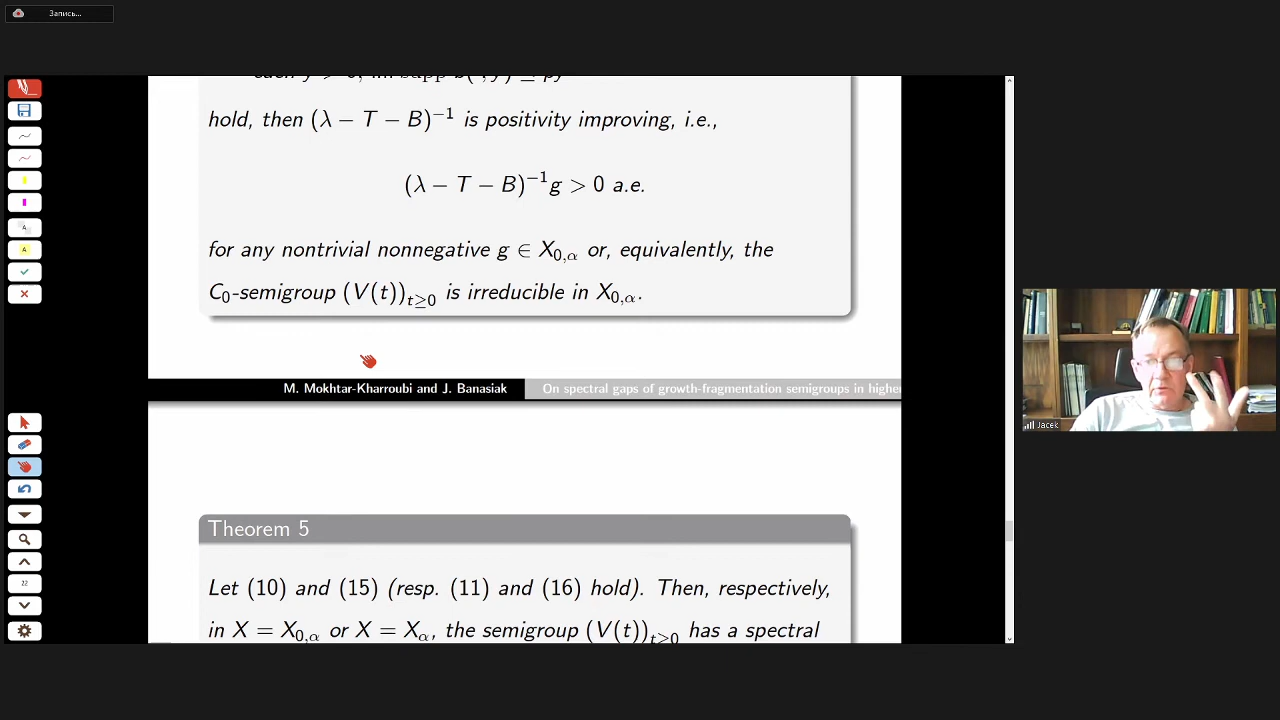 Запись...
hold, then (λ − T − B)⁻¹ is positivity improving, i.e.,
(λ − T − B)⁻¹g > 0 a.e.
for any nontrivial nonnegative g ∈ X₀,α or, equivalently, the
C₀-semigroup (V(t))ₜ≥₀ is irreducible in X₀,α.
M. Mokhtar-Kharroubi and J. Banasiak
On spectral gaps of growth-fragmentation semigroups in highe
Theorem 5
Let (10) and (15) (resp. (11) and (16) hold). Then, respectively,
in X = X₀,α or X = Xα, the semigroup (V(t))ₜ≥₀ has a spectral
Jacek
A
A
22